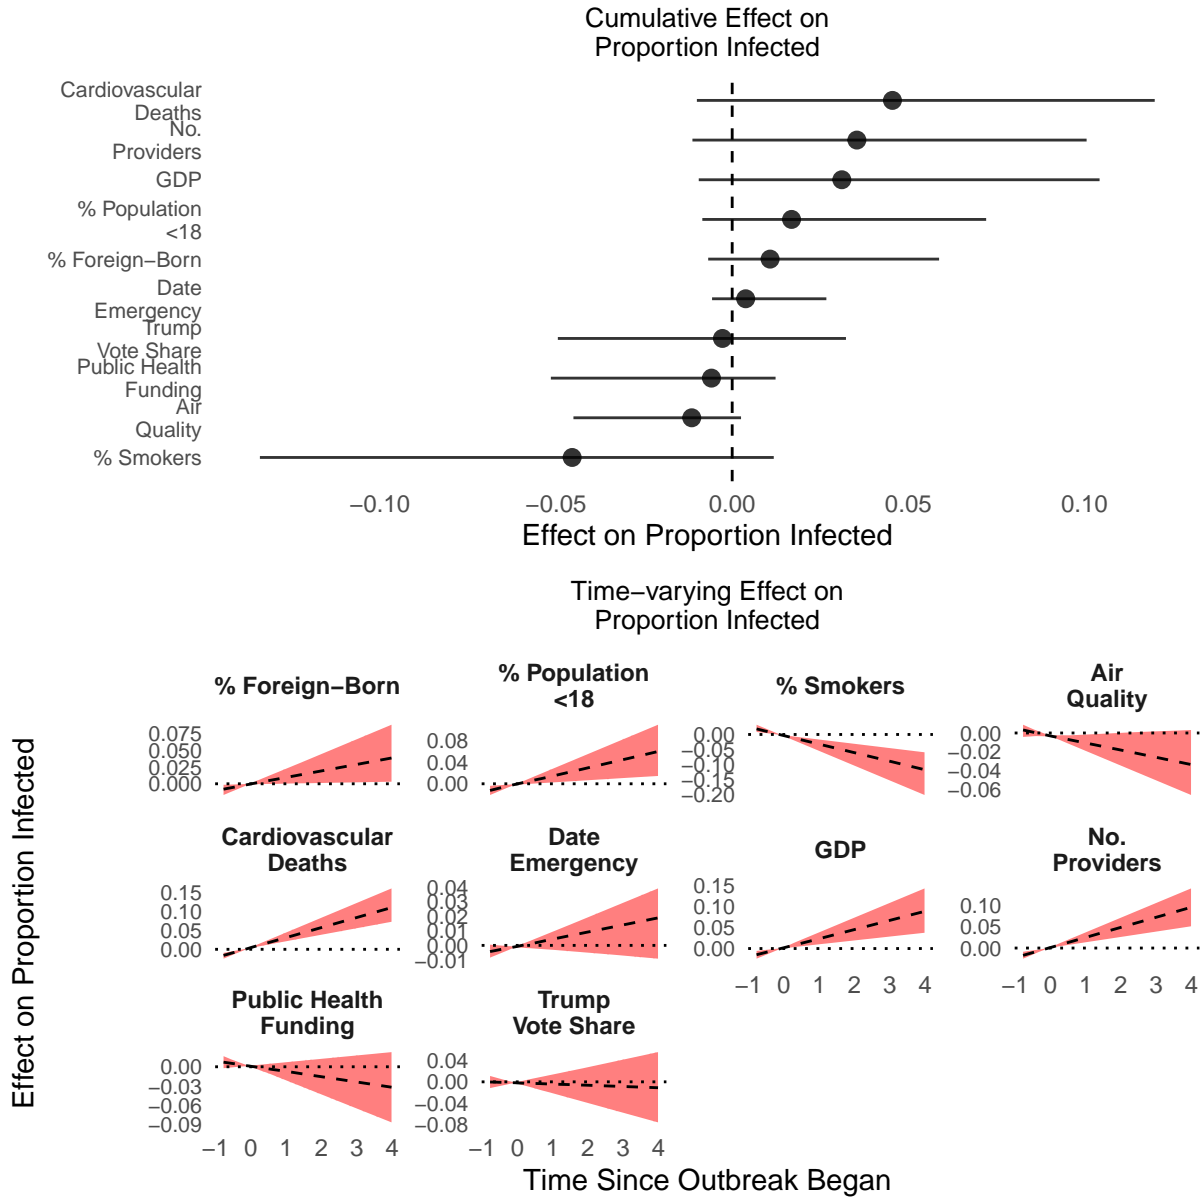 Cumulative Effect on
Proportion Infected
Cardiovascular
Deaths
No.
Providers
GDP
% Population
<18
% Foreign−Born
Date
Emergency
Trump
Vote Share
Public Health
Funding
Air
Quality
% Smokers
−0.10 −0.05 0.00 0.05 0.10
Effect on Proportion Infected
Time−varying Effect on
Proportion Infected
Effect on Proportion Infected
% Foreign−Born
0.075
0.050
0.025
0.000
% Population
<18
0.08
0.04
0.00
% Smokers
0.00
−0.05
−0.10
−0.15
−0.20
Air
Quality
0.00
−0.02
−0.04
−0.06
Cardiovascular
Deaths
0.15
0.10
0.05
0.00
Date
Emergency
0.04
0.03
0.02
0.01
0.00
−0.01
GDP
0.15
0.10
0.05
0.00
−1 0 1 2 3 4
No.
Providers
0.10
0.05
0.00
−1 0 1 2 3 4
Public Health
Funding
0.00
−0.03
−0.06
−0.09
−1 0 1 2 3 4
Trump
Vote Share
0.04
0.00
−0.04
−0.08
−1 0 1 2 3 4
Time Since Outbreak Began